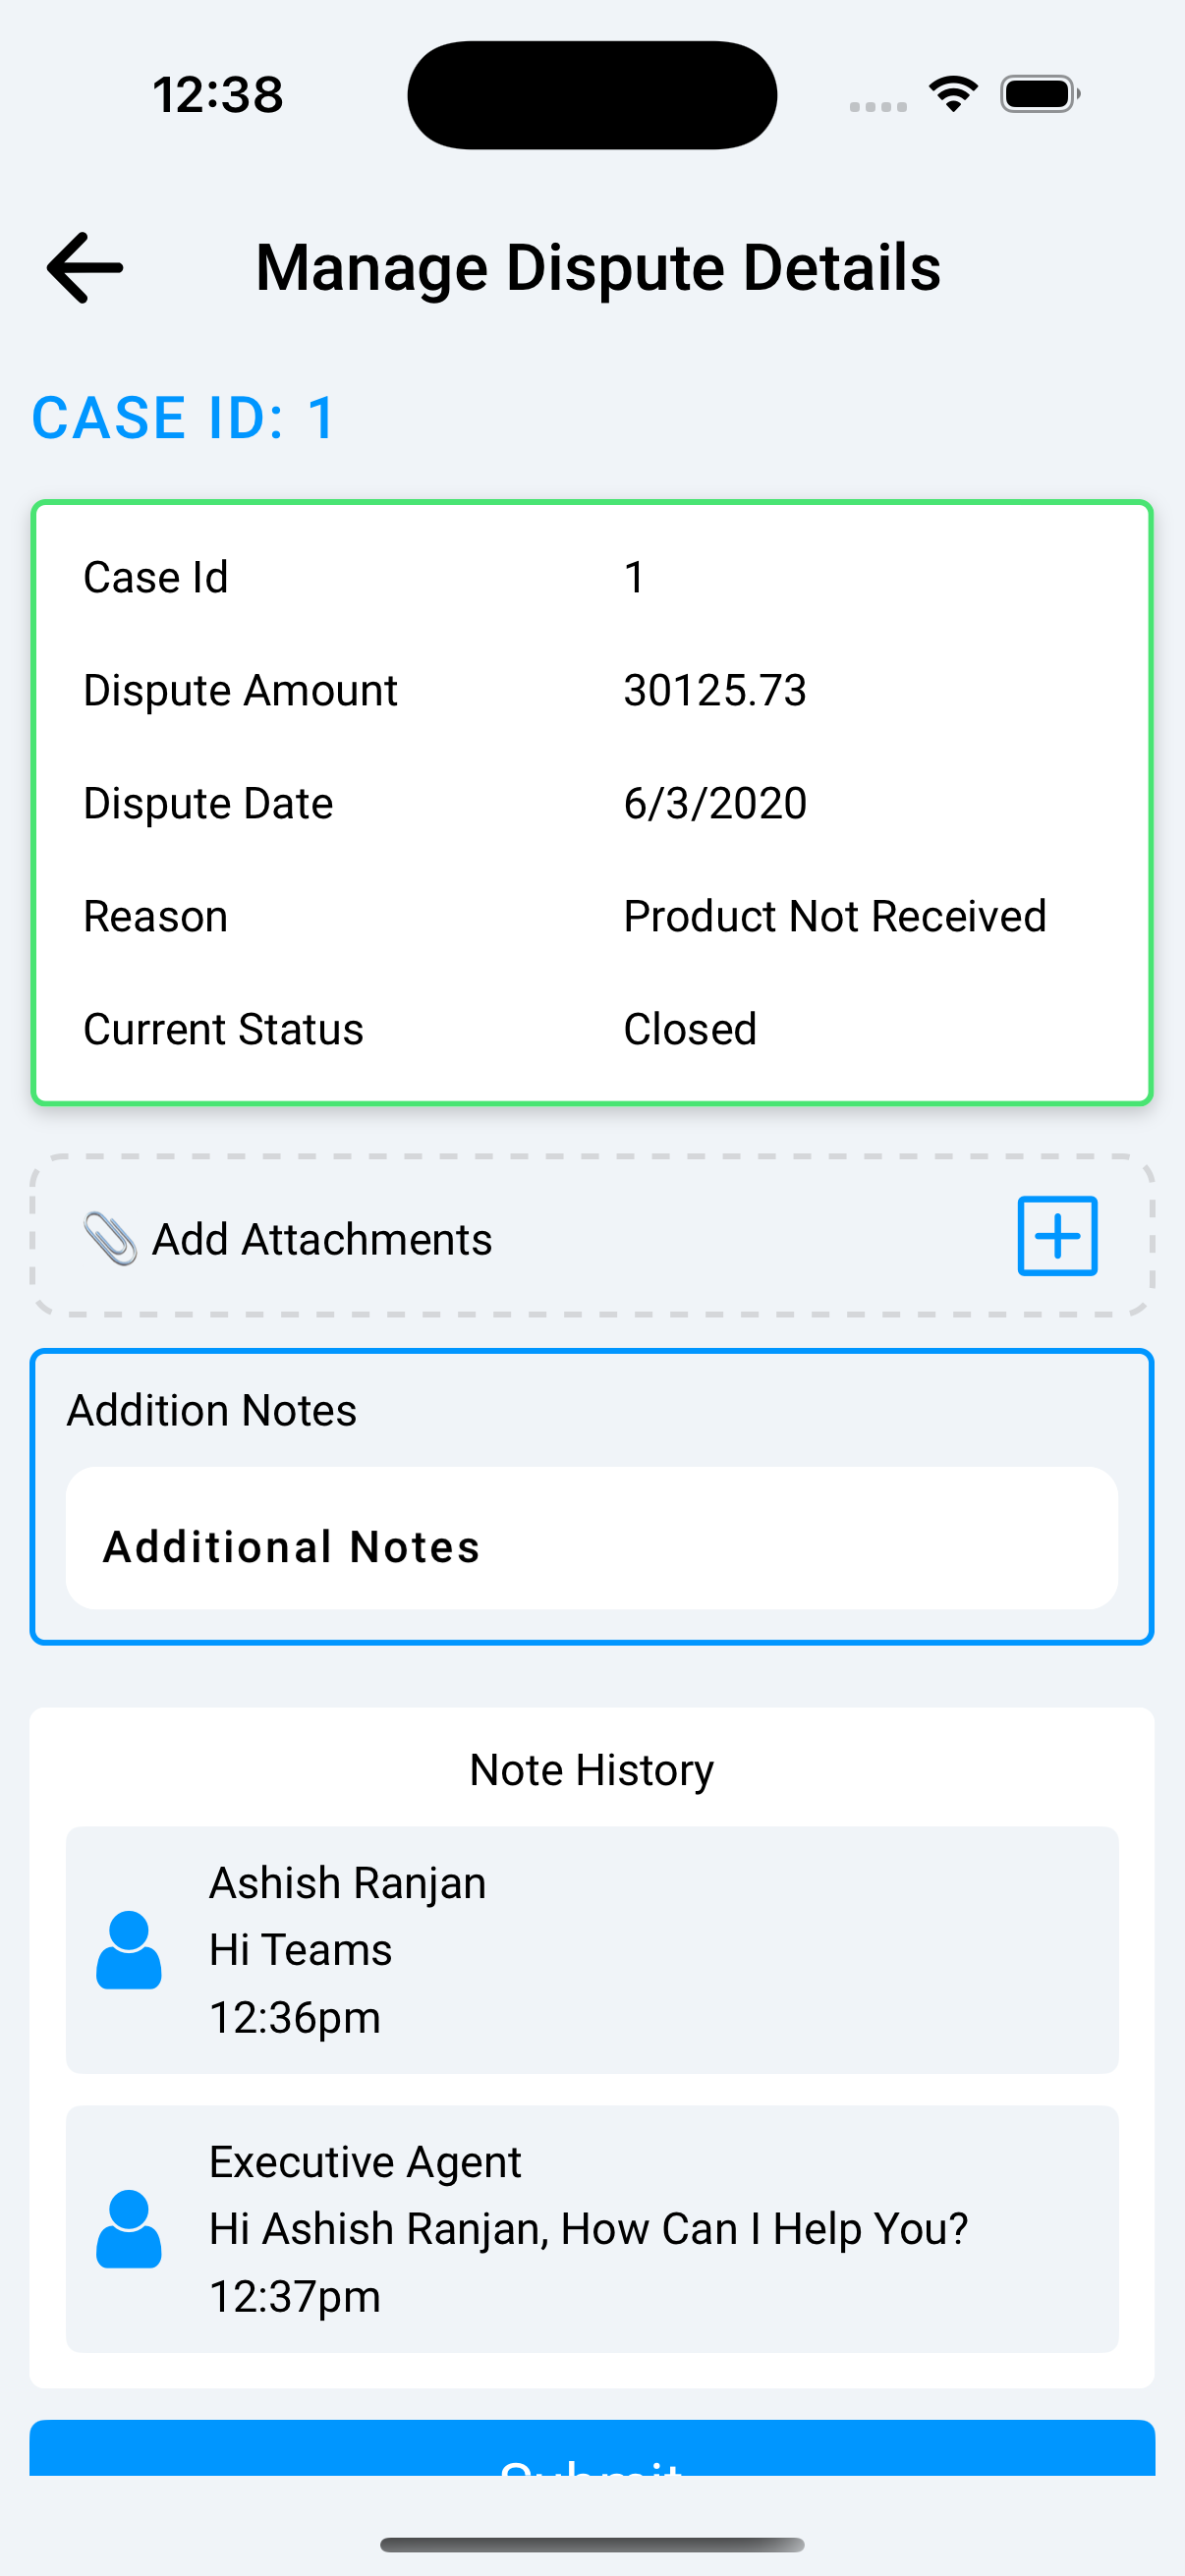 12:38
Manage Dispute Details
CASE ID: 1
Case Id 1
Dispute Amount 30125.73
Dispute Date 6/3/2020
Reason Product Not Received
Current Status Closed
Add Attachments
Addition Notes
Additional Notes
Note History
Ashish Ranjan
Hi Teams
12:36pm
Executive Agent
Hi Ashish Ranjan, How Can I Help You?
12:37pm
Submit